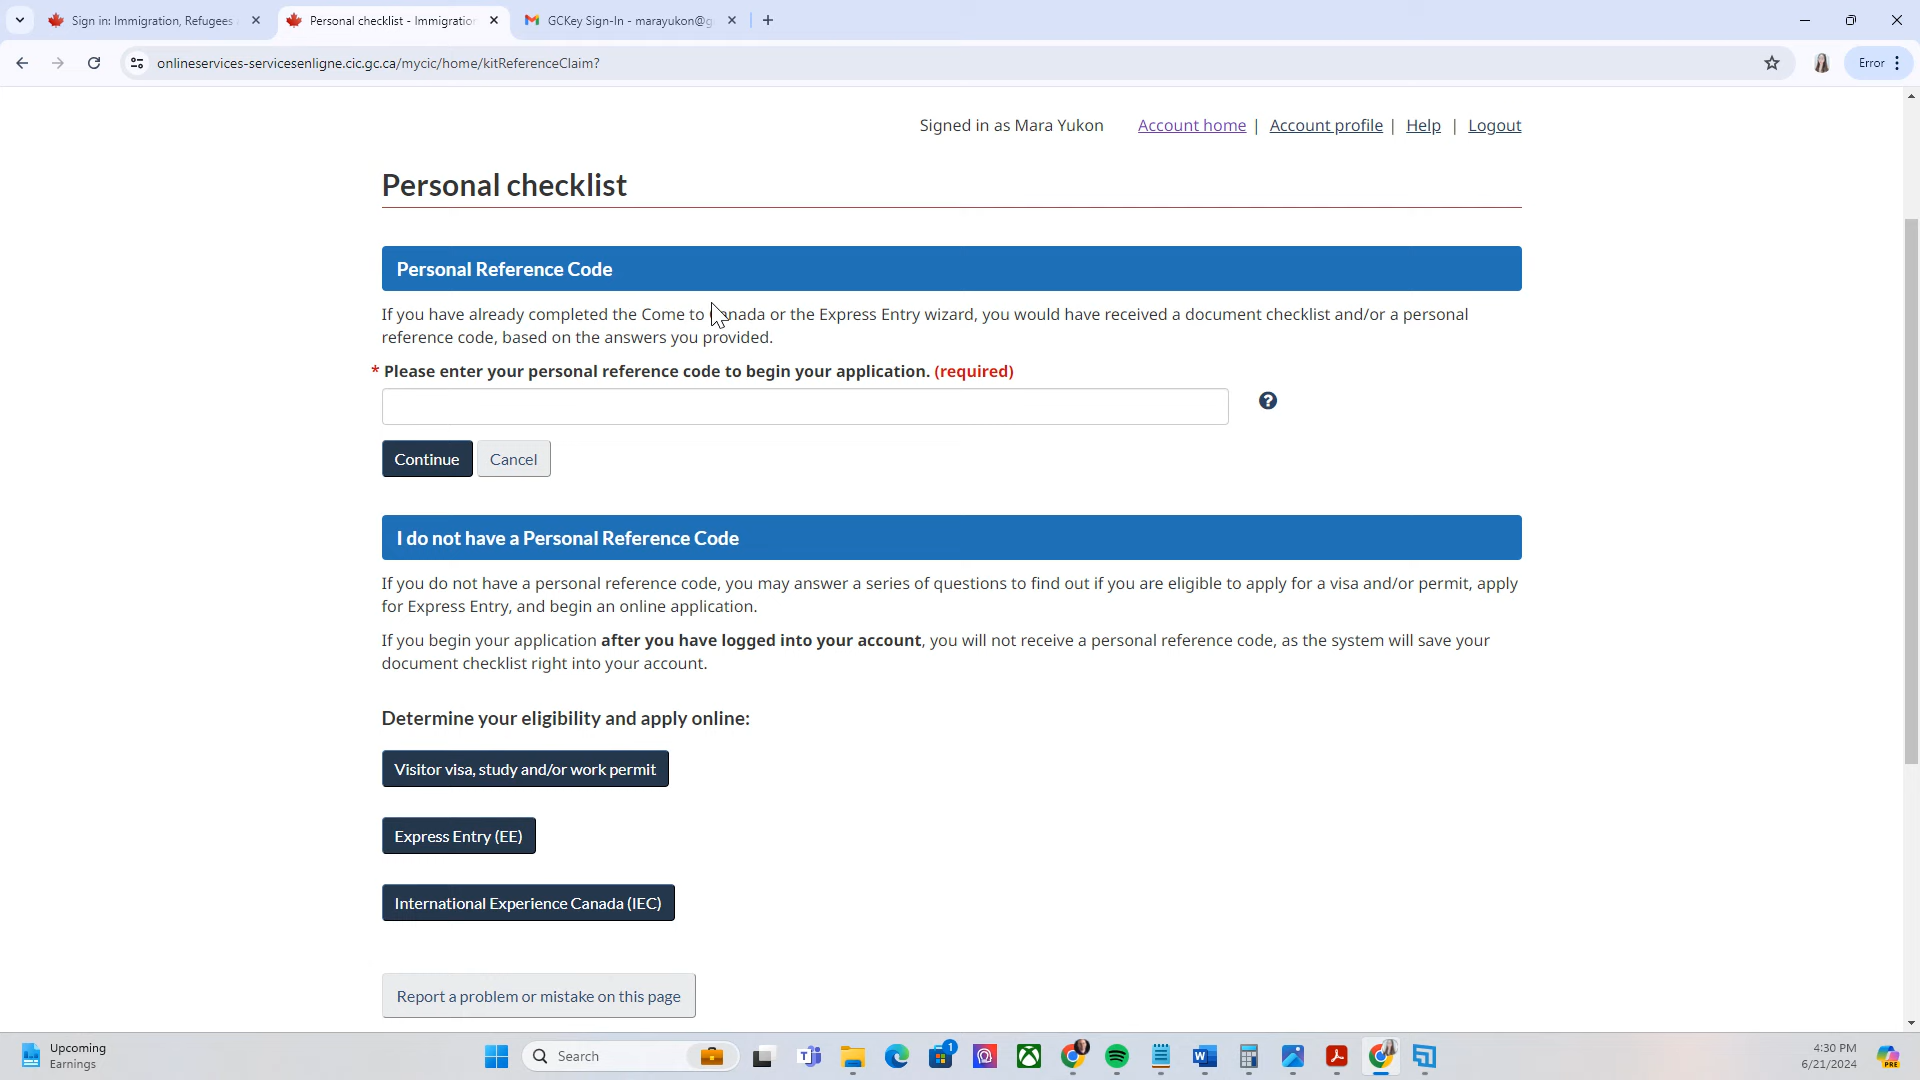 Sign in: Immigration, Refugees a
Personal checklist - Immigration
GCKey Sign-In - marayukon@g
onlineservices-servicesenligne.cic.gc.ca/mycic/home/kitReferenceClaim?
Error
Signed in as Mara Yukon Account home | Account profile | Help | Logout
Personal checklist
Personal Reference Code
If you have already completed the Come to Canada or the Express Entry wizard, you would have received a document checklist and/or a personal
reference code, based on the answers you provided.
* Please enter your personal reference code to begin your application. (required)
Continue Cancel
I do not have a Personal Reference Code
If you do not have a personal reference code, you may answer a series of questions to find out if you are eligible to apply for a visa and/or permit, apply
for Express Entry, and begin an online application.
If you begin your application after you have logged into your account, you will not receive a personal reference code, as the system will save your
document checklist right into your account.
Determine your eligibility and apply online:
Visitor visa, study and/or work permit
Express Entry (EE)
International Experience Canada (IEC)
Report a problem or mistake on this page
Upcoming
Earnings
Search
1
4:30 PM
6/21/2024
PRE